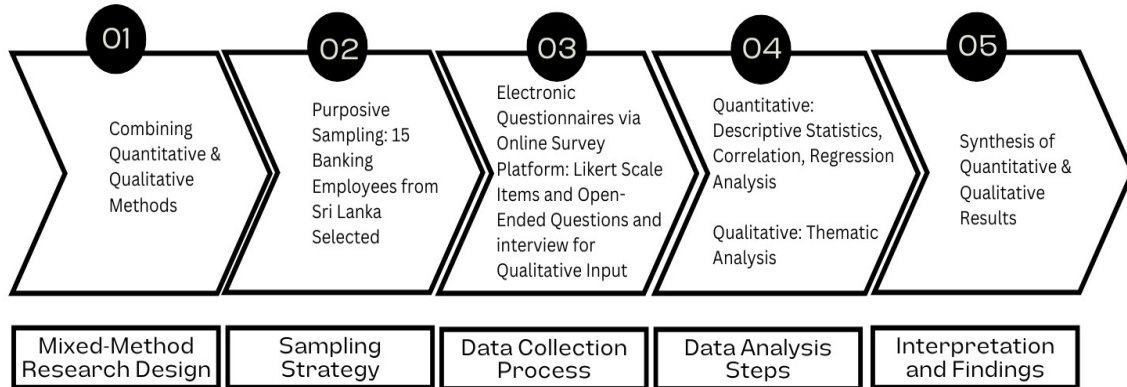 01
Combining
Quantitative &
Qualitative
Methods
02
Purposive
Sampling: 15
Banking
Employees from
Sri Lanka
Selected
03
Electronic
Questionnaires via
Online Survey
Platform: Likert Scale
Items and Open-
Ended Questions and
interview for
Qualitative Input
04
Quantitative:
Descriptive Statistics,
Correlation, Regression
Analysis
Qualitative: Thematic
Analysis
05
Synthesis of
Quantitative &
Qualitative
Results
Mixed-Method
Research Design
Sampling
Strategy
Data Collection
Process
Data Analysis
Steps
Interpretation
and Findings